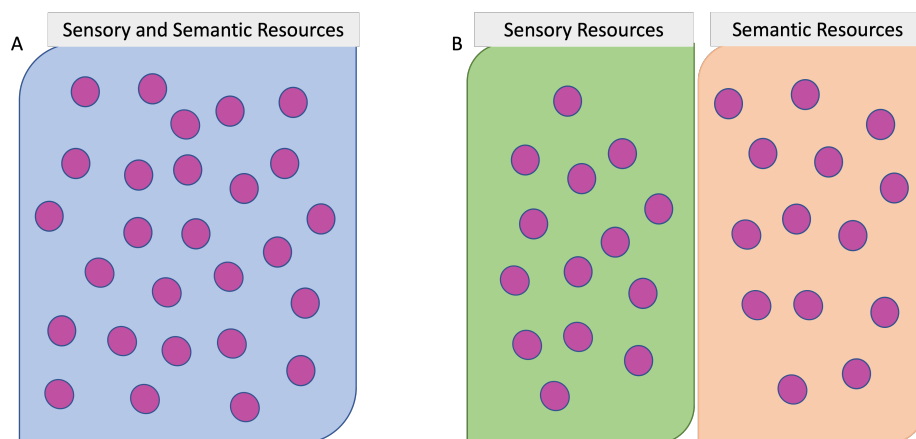 A
Sensory and Semantic Resources
B
Sensory Resources
Semantic Resources